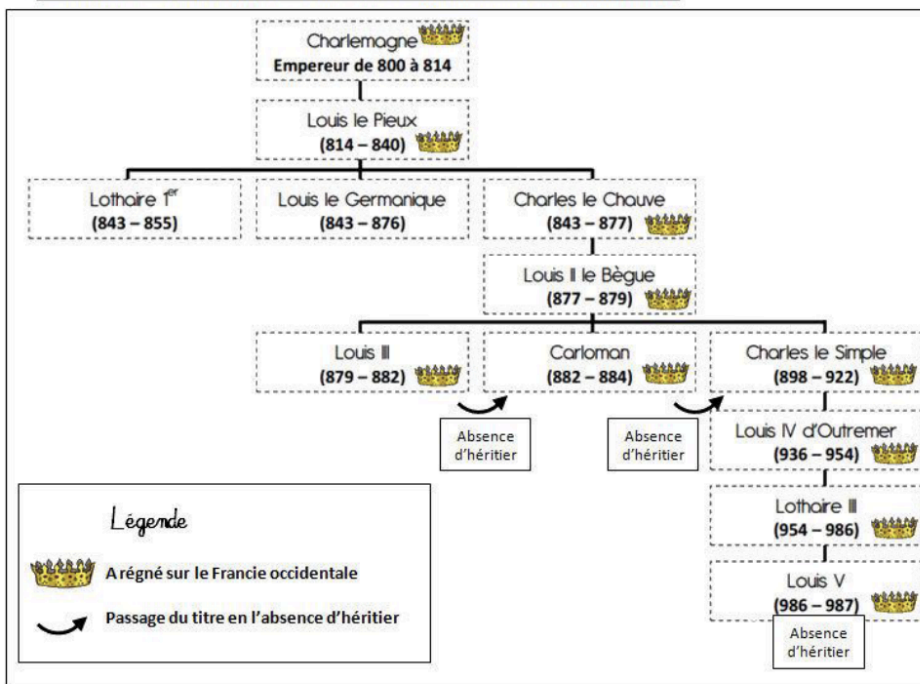 Charlemagne
Empereur de 800 à 814
Louis le Pieux
(814 – 840)
Lothaire 1er
(843 – 855)
Louis le Germanique
(843 – 876)
Charles le Chauve
(843 – 877)
Louis II le Bègue
(877 – 879)
Louis III
(879 – 882)
Carloman
(882 – 884)
Charles le Simple
(898 – 922)
Absence
d'héritier
Absence
d'héritier
Louis IV d'Outremer
(936 – 954)
Lothaire III
(954 – 986)
Louis V
(986 – 987)
Absence
d'héritier
Légende
A régné sur le Francie occidentale
Passage du titre en l'absence d'héritier